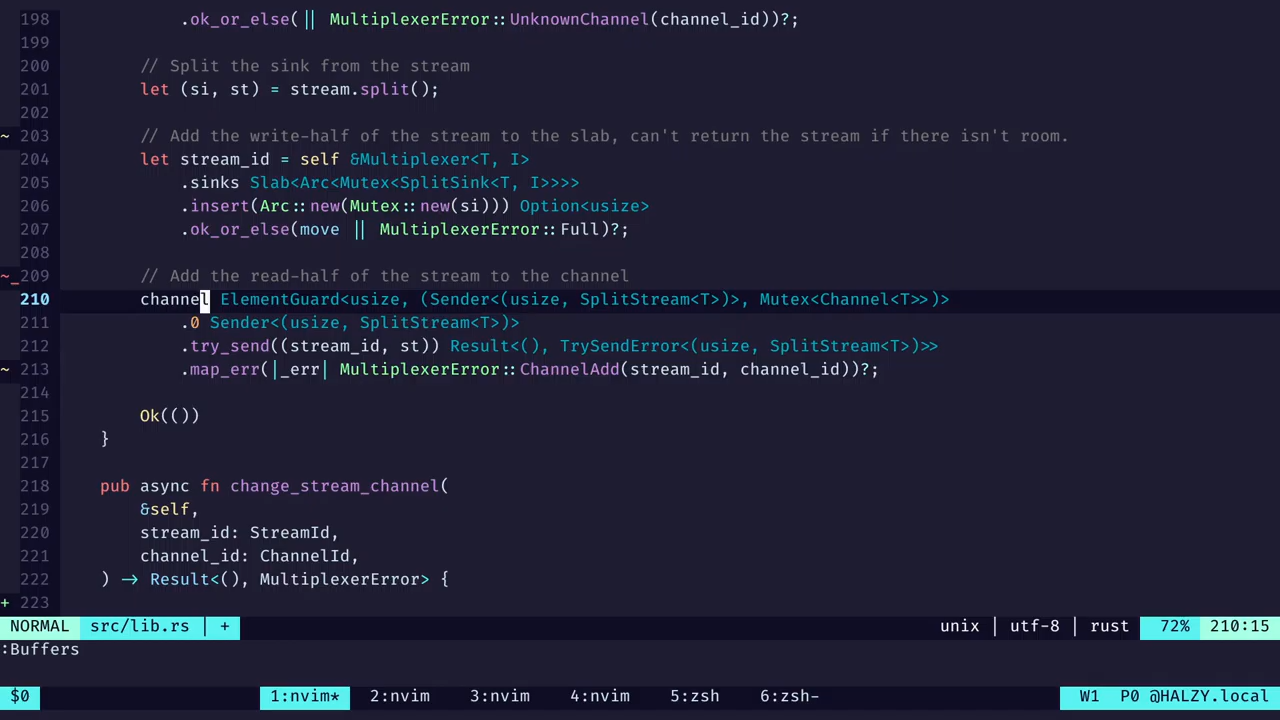 198             .ok_or_else(|| MultiplexerError::UnknownChannel(channel_id))?;
199
200         // Split the sink from the stream
201         let (si, st) = stream.split();
202
~ 203         // Add the write-half of the stream to the slab, can't return the stream if there isn't room.
204         let stream_id = self &Multiplexer<T, I>
205             .sinks Slab<Arc<Mutex<SplitSink<T, I>>>>
206             .insert(Arc::new(Mutex::new(si))) Option<usize>
207             .ok_or_else(move || MultiplexerError::Full)?;
208
~_209         // Add the read-half of the stream to the channel
210         channel ElementGuard<usize, (Sender<(usize, SplitStream<T>)>, Mutex<Channel<T>>)>
211             .0 Sender<(usize, SplitStream<T>)>
212             .try_send((stream_id, st)) Result<(), TrySendError<(usize, SplitStream<T>)>>
~ 213             .map_err(|_err| MultiplexerError::ChannelAdd(stream_id, channel_id))?;
214
215         Ok(())
216     }
217
218     pub async fn change_stream_channel(
219         &self,
220         stream_id: StreamId,
221         channel_id: ChannelId,
222     ) -> Result<(), MultiplexerError> {
+ 223
NORMAL src/lib.rs | + unix | utf-8 | rust 72% 210:15
:Buffers
$0 1:nvim* 2:nvim 3:nvim 4:nvim 5:zsh 6:zsh- W1 P0 @HALZY.local